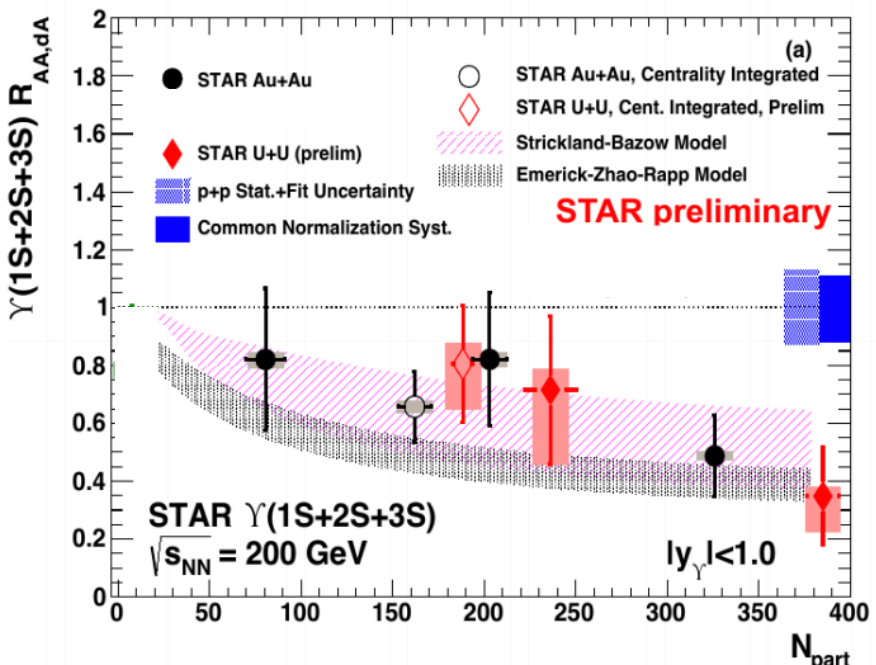 ϒ(1S+2S+3S) R_AA,dA
2
1.8
1.6
1.4
1.2
1
0.8
0.6
0.4
0.2
0
(a)
STAR Au+Au
STAR U+U (prelim)
p+p Stat.+Fit Uncertainty
Common Normalization Syst.
STAR Au+Au, Centrality Integrated
STAR U+U, Cent. Integrated, Prelim
Strickland-Bazow Model
Emerick-Zhao-Rapp Model
STAR preliminary
STAR ϒ(1S+2S+3S)
√s_NN = 200 GeV
|y_ϒ|<1.0
0 50 100 150 200 250 300 350 400
N_part